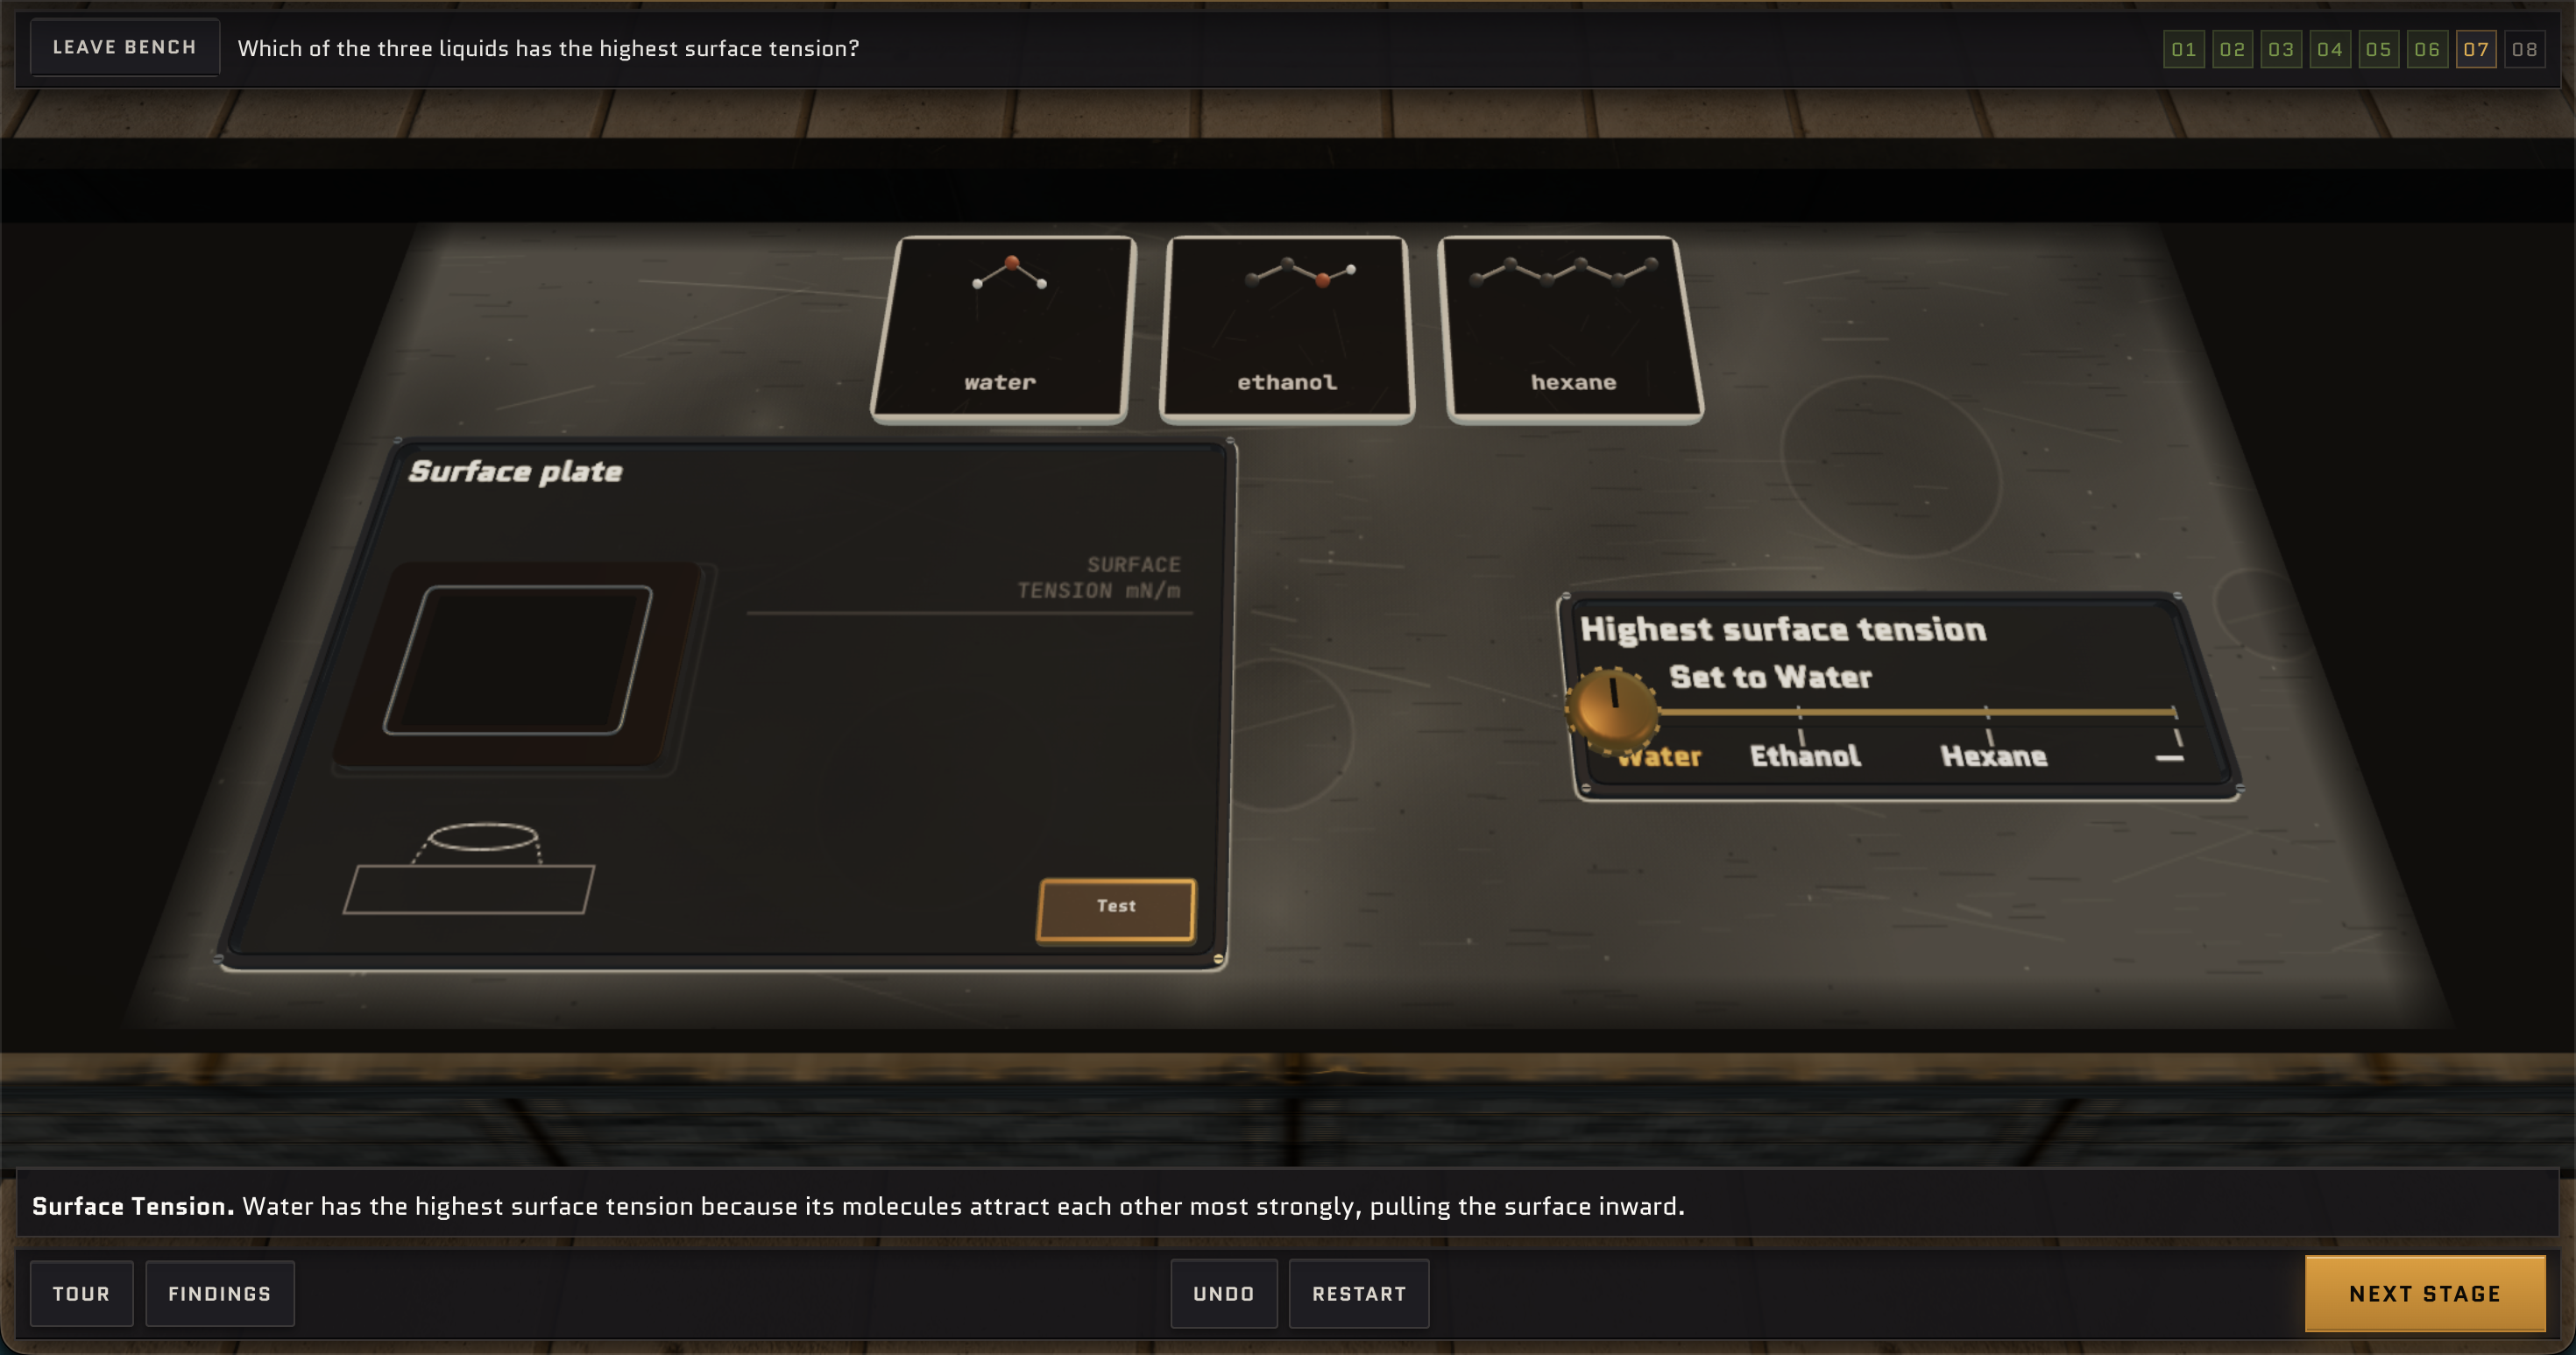 LEAVE BENCH
Which of the three liquids has the highest surface tension?
01 02 03 04 05 06 07 08
water
ethanol
hexane
Surface plate
SURFACE
TENSION mN/m
Test
Highest surface tension
Set to Water
Water
Ethanol
Hexane
—
Surface Tension. Water has the highest surface tension because its molecules attract each other most strongly, pulling the surface inward.
TOUR
FINDINGS
UNDO
RESTART
NEXT STAGE